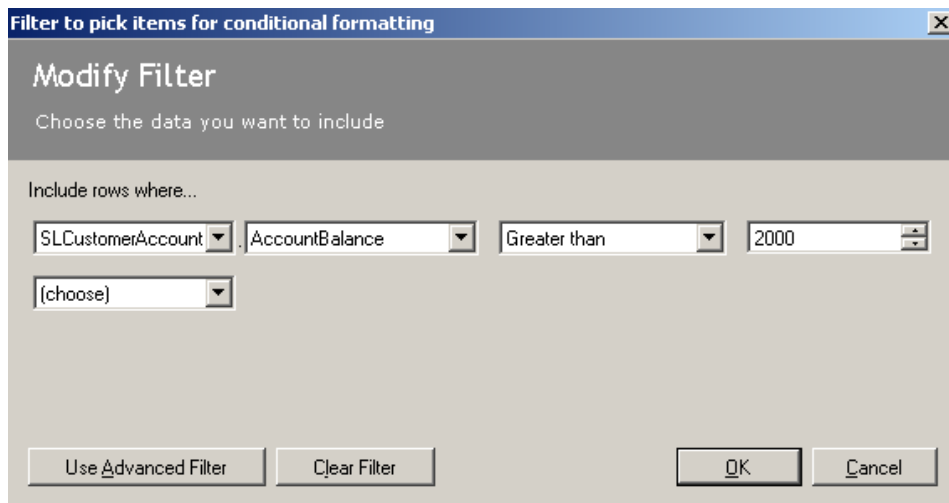 Filter to pick items for conditional formatting
Modify Filter
Choose the data you want to include
Include rows where...
SLCustomerAccount . AccountBalance Greater than 2000
(choose)
Use Advanced Filter Clear Filter OK Cancel